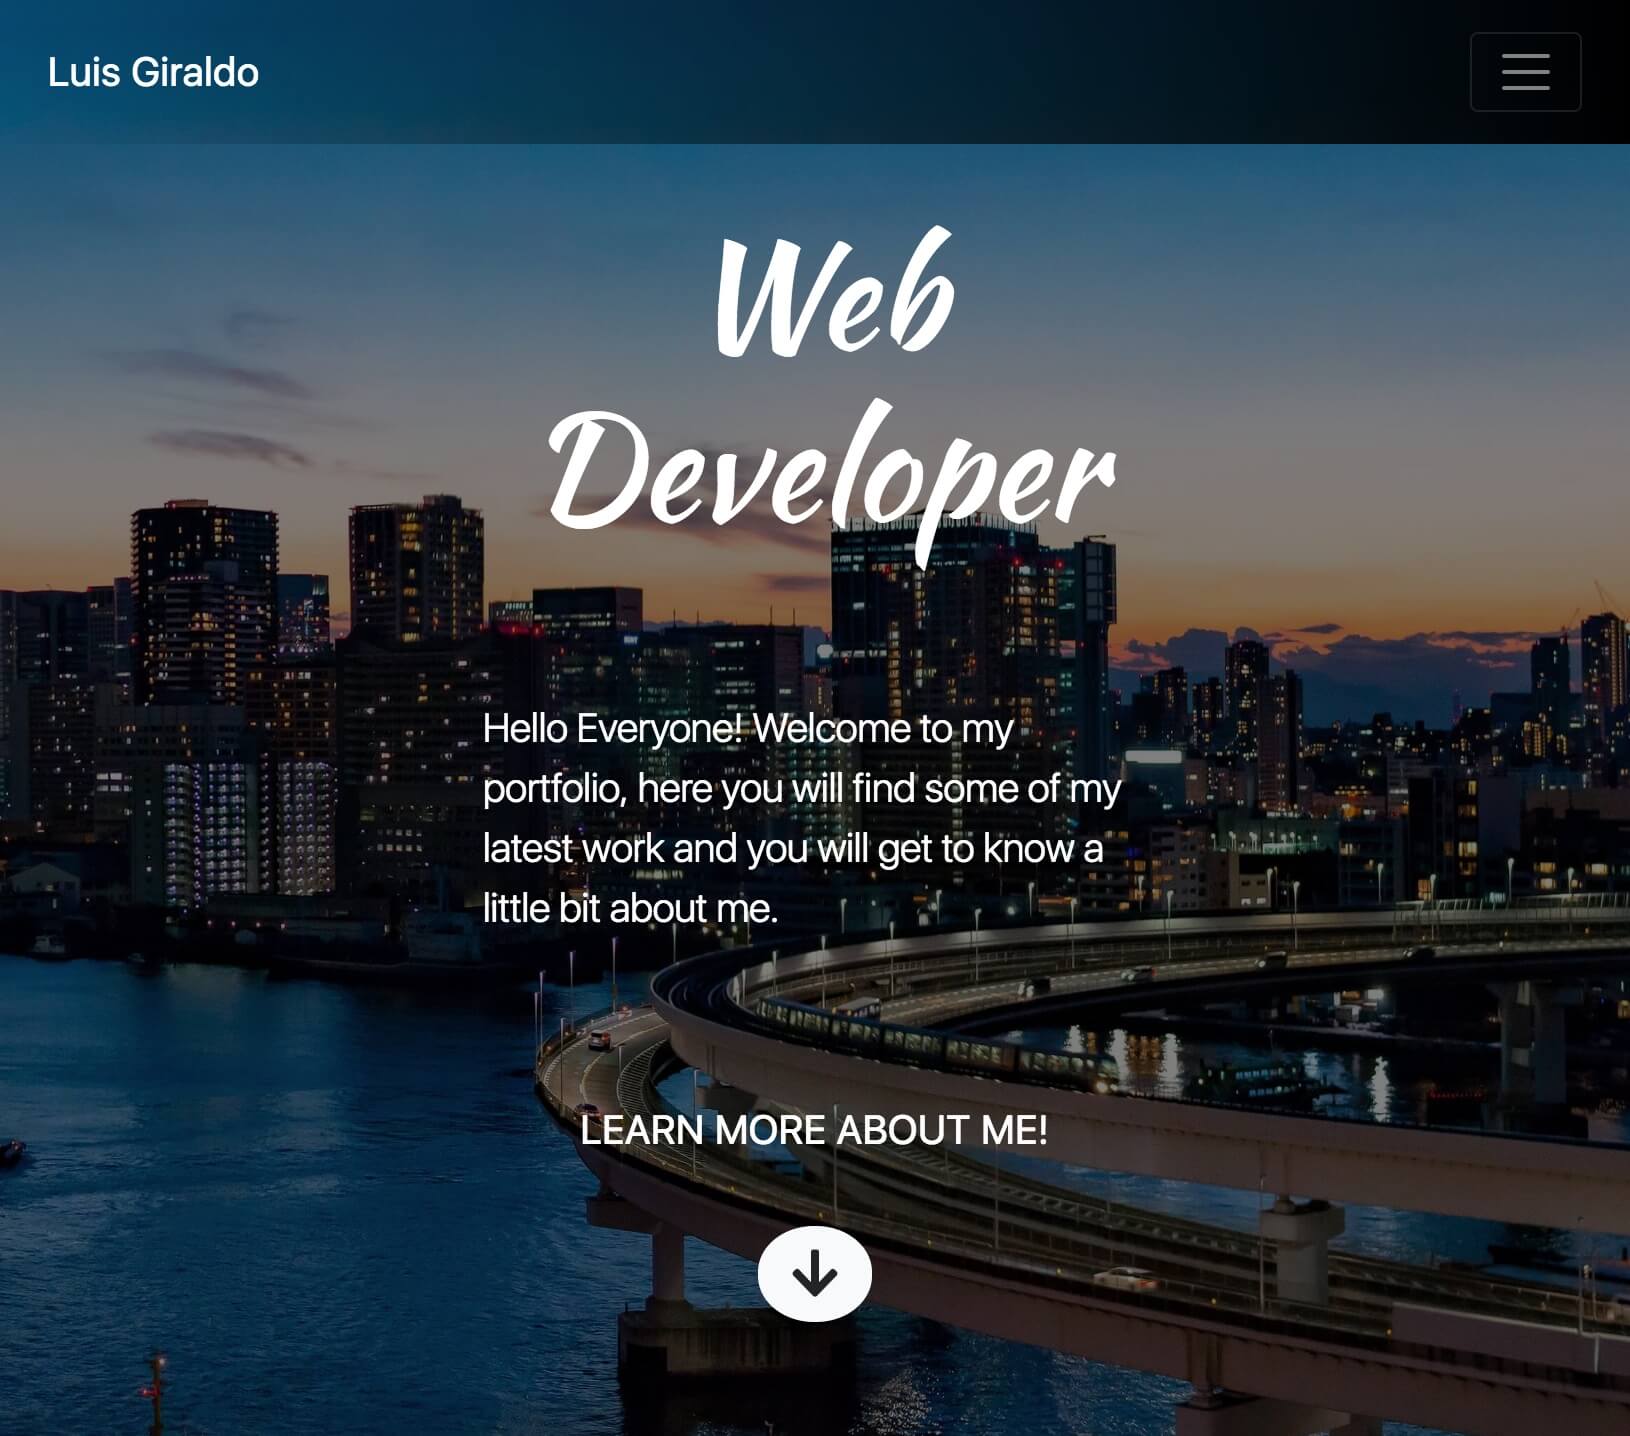 Luis Giraldo
Web
Developer
Hello Everyone! Welcome to my
portfolio, here you will find some of my
latest work and you will get to know a
little bit about me.
LEARN MORE ABOUT ME!